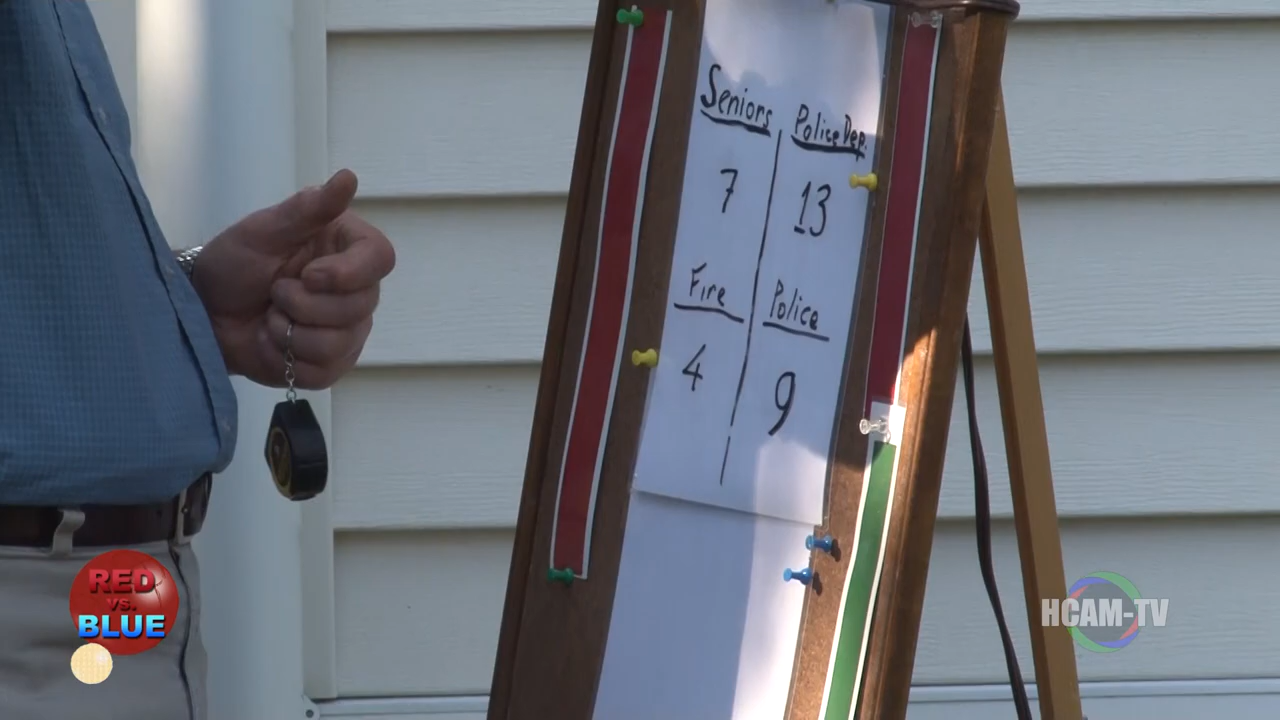 Seniors Police Dep.
7 13
Fire Police
4 9
RED
VS.
BLUE
HCAM-TV